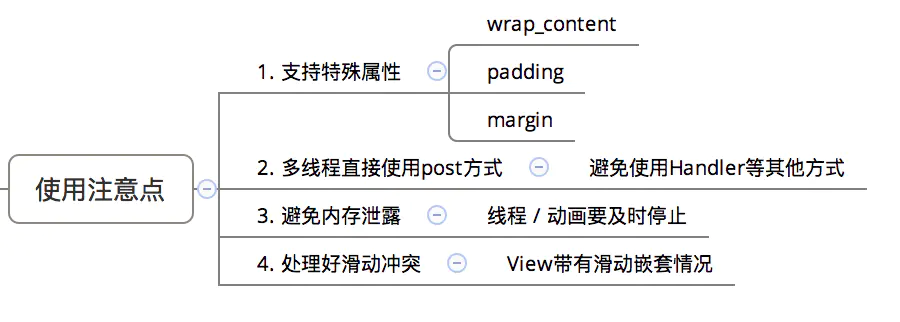 使用注意点
1. 支持特殊属性
wrap_content
padding
margin
2. 多线程直接使用post方式
避免使用Handler等其他方式
3. 避免内存泄露
线程 / 动画要及时停止
4. 处理好滑动冲突
View带有滑动嵌套情况